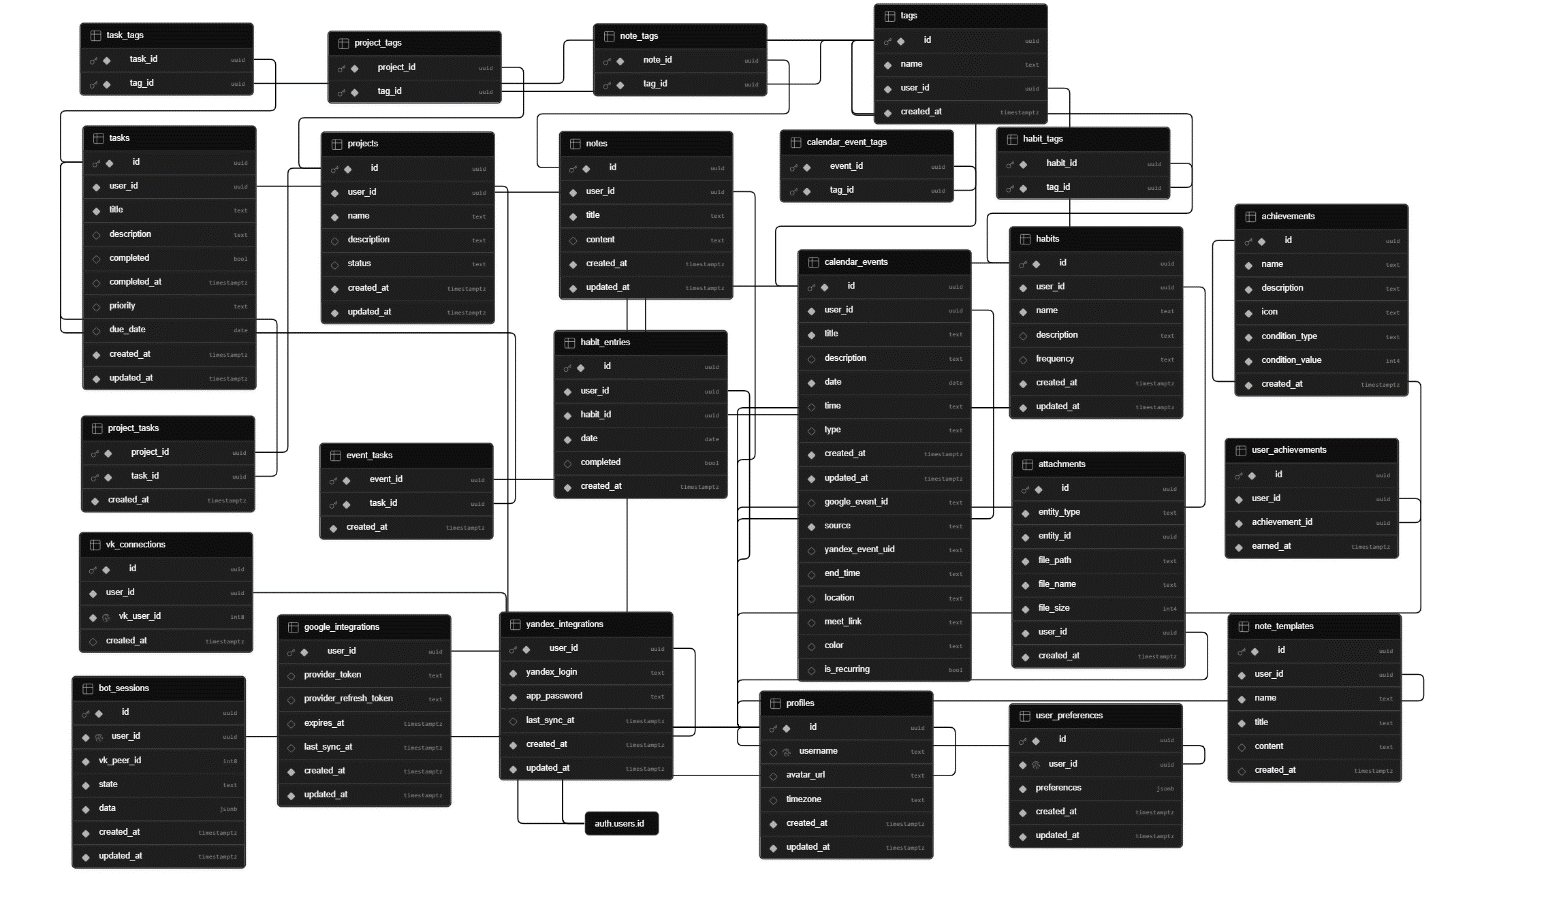 task_tags
task_id uuid
tag_id uuid
project_tags
project_id uuid
tag_id uuid
note_tags
note_id uuid
tag_id uuid
tags
id uuid
name text
user_id uuid
created_at timestamptz
tasks
id uuid
user_id uuid
title text
description text
completed bool
completed_at timestamptz
priority text
due_date date
created_at timestamptz
updated_at timestamptz
projects
id uuid
user_id uuid
name text
description text
status text
created_at timestamptz
updated_at timestamptz
notes
id uuid
user_id uuid
title text
content text
created_at timestamptz
updated_at timestamptz
calendar_event_tags
event_id uuid
tag_id uuid
habit_tags
habit_id uuid
tag_id uuid
achievements
id uuid
name text
description text
icon text
condition_type text
condition_value int4
created_at timestamptz
calendar_events
id uuid
user_id uuid
title text
description text
date date
time text
type text
created_at timestamptz
updated_at timestamptz
google_event_id text
source text
yandex_event_uid text
end_time text
location text
meet_link text
color text
is_recurring bool
habits
id uuid
user_id uuid
name text
description text
frequency text
created_at timestamptz
updated_at timestamptz
habit_entries
id uuid
user_id uuid
habit_id uuid
date date
completed bool
created_at timestamptz
project_tasks
project_id uuid
task_id uuid
created_at timestamptz
event_tasks
event_id uuid
task_id uuid
created_at timestamptz
attachments
id uuid
entity_type text
entity_id uuid
file_path text
file_name text
file_size int4
user_id uuid
created_at timestamptz
user_achievements
id uuid
user_id uuid
achievement_id uuid
earned_at timestamptz
vk_connections
id uuid
user_id uuid
vk_user_id int8
created_at timestamptz
google_integrations
user_id uuid
provider_token text
provider_refresh_token text
expires_at timestamptz
last_sync_at timestamptz
created_at timestamptz
updated_at timestamptz
yandex_integrations
user_id uuid
yandex_login text
app_password text
last_sync_at timestamptz
created_at timestamptz
updated_at timestamptz
note_templates
id uuid
user_id uuid
name text
title text
content text
created_at timestamptz
bot_sessions
id uuid
user_id uuid
vk_peer_id int8
state text
data jsonb
created_at timestamptz
updated_at timestamptz
profiles
id uuid
username text
avatar_url text
timezone text
created_at timestamptz
updated_at timestamptz
user_preferences
id uuid
user_id uuid
preferences jsonb
created_at timestamptz
updated_at timestamptz
auth.users.id